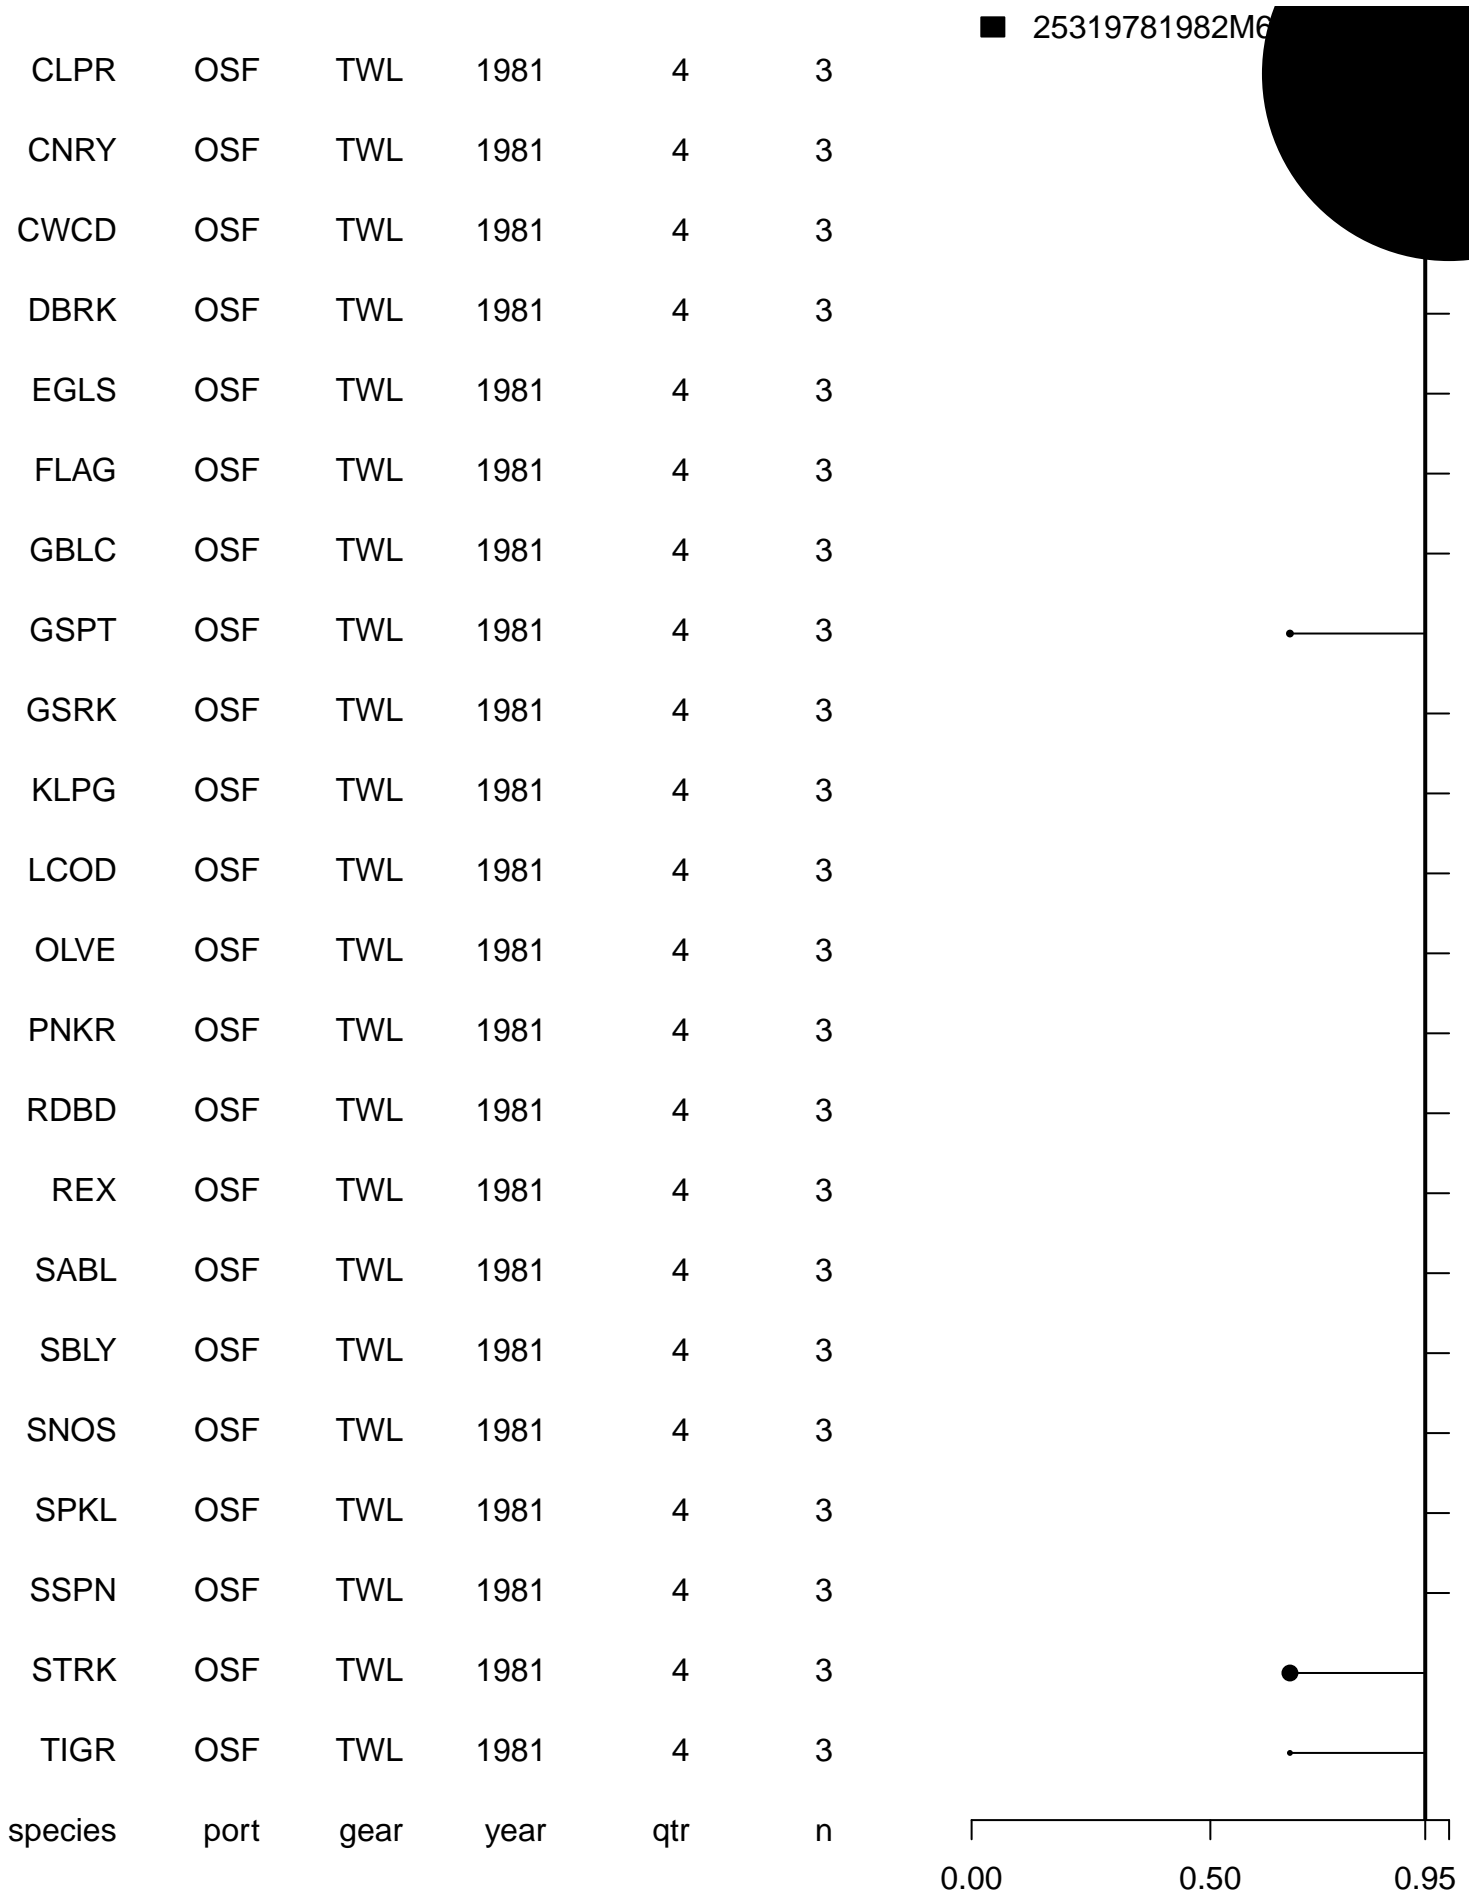 25319781982M6
CLPR OSF TWL 1981 4 3
CNRY OSF TWL 1981 4 3
CWCD OSF TWL 1981 4 3
DBRK OSF TWL 1981 4 3
EGLS OSF TWL 1981 4 3
FLAG OSF TWL 1981 4 3
GBLC OSF TWL 1981 4 3
GSPT OSF TWL 1981 4 3
GSRK OSF TWL 1981 4 3
KLPG OSF TWL 1981 4 3
LCOD OSF TWL 1981 4 3
OLVE OSF TWL 1981 4 3
PNKR OSF TWL 1981 4 3
RDBD OSF TWL 1981 4 3
REX OSF TWL 1981 4 3
SABL OSF TWL 1981 4 3
SBLY OSF TWL 1981 4 3
SNOS OSF TWL 1981 4 3
SPKL OSF TWL 1981 4 3
SSPN OSF TWL 1981 4 3
STRK OSF TWL 1981 4 3
TIGR OSF TWL 1981 4 3
species port gear year qtr n
0.00 0.50 0.95